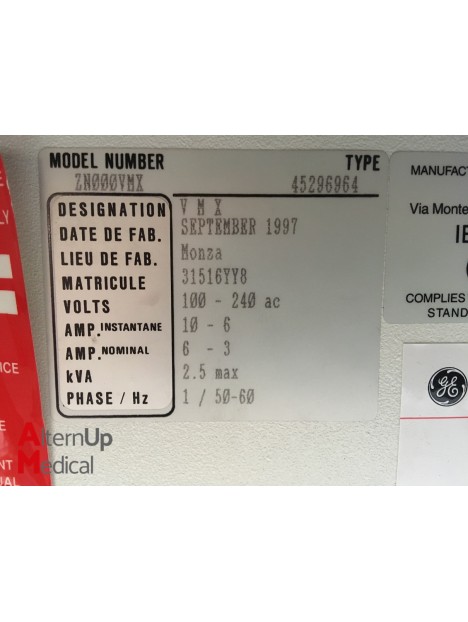 MODEL NUMBER TYPE
ZN000VMX 45296964
DESIGNATION V M X
DATE DE FAB. SEPTEMBER 1997
LIEU DE FAB. Monza
MATRICULE 31516YY8
VOLTS 100 - 240 ac
AMP. INSTANTANE 10 - 6
AMP. NOMINAL 6 - 3
kVA 2.5 max
PHASE / Hz 1 / 50-60
MANUFACT
Via Monte
COMPLIES
STAND
GE
AlternUp
Medical